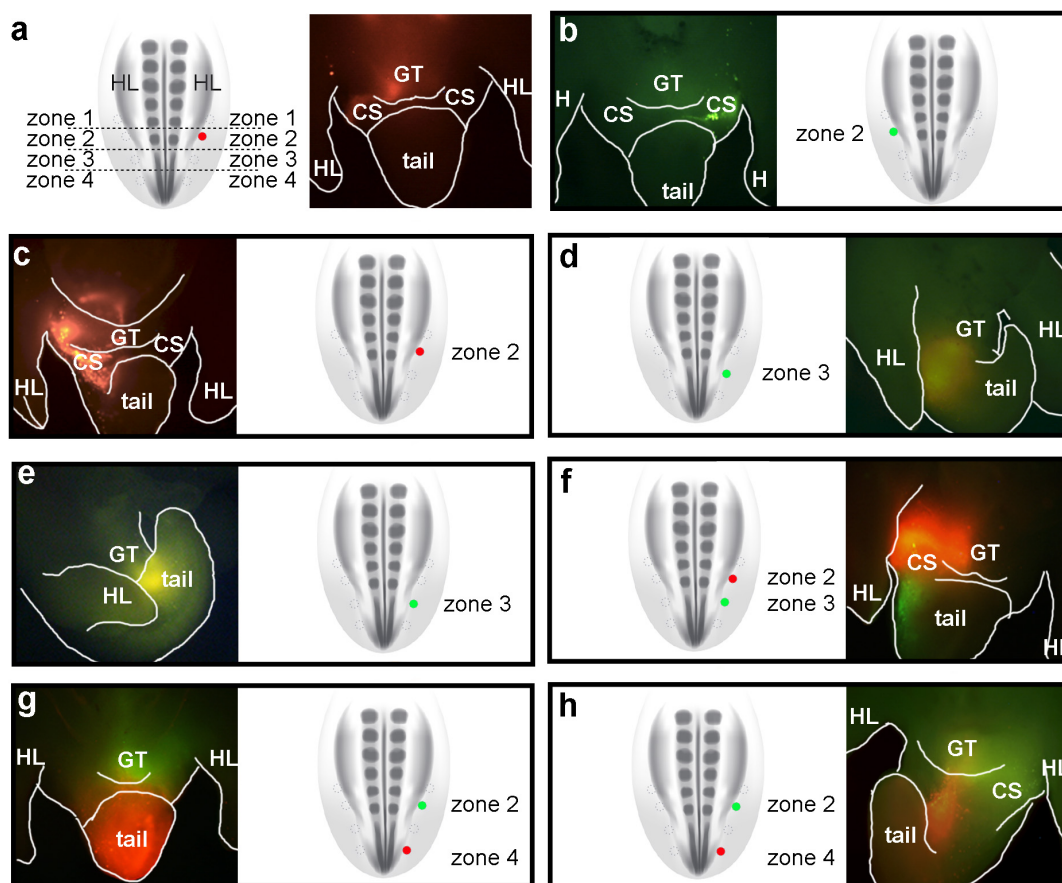 a
HL HL
zone 1 zone 1
zone 2 zone 2
zone 3 zone 3
zone 4 zone 4
GT
HL
CS CS
HL
tail
b
H
GT
CS CS
tail
H
zone 2
c
GT
CS CS
HL HL
tail
zone 2
d
zone 3
GT
HL
HL
tail
e
GT
tail
HL
zone 3
f
zone 2
zone 3
CS GT
HL
tail
HL
g
HL HL
GT
tail
zone 2
zone 4
h
zone 2
zone 4
HL
GT
HL
CS
tail